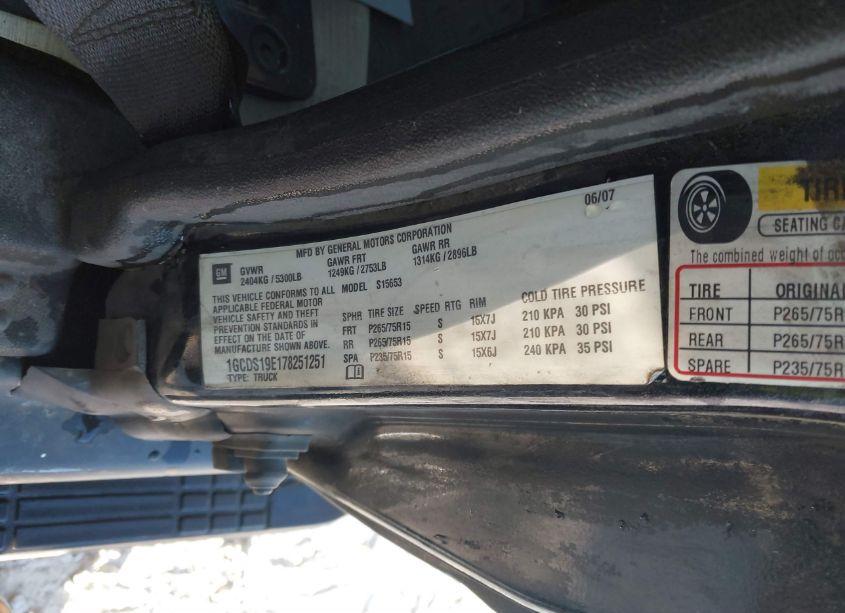 06/07
MFD BY GENERAL MOTORS CORPORATION
GM GVWR GAWR FRT GAWR RR
2404KG / 5300LB 1249KG / 2753LB 1314KG / 2896LB
THIS VEHICLE CONFORMS TO ALL MODEL S15653
APPLICABLE FEDERAL MOTOR
VEHICLE SAFETY AND THEFT
PREVENTION STANDARDS IN
EFFECT ON THE DATE OF
MANUFACTURE SHOWN ABOVE.
1GCDS19E178251251
TYPE: TRUCK
SPHR TIRE SIZE SPEED RTG RIM COLD TIRE PRESSURE
FRT P265/75R15 S 15X7J 210 KPA 30 PSI
RR P265/75R15 S 15X7J 210 KPA 30 PSI
SPA P235/75R15 S 15X6J 240 KPA 35 PSI
TIRE
SEATING CA
The combined weight of occ
TIRE ORIGINA
FRONT P265/75R
REAR P265/75R
SPARE P235/75R